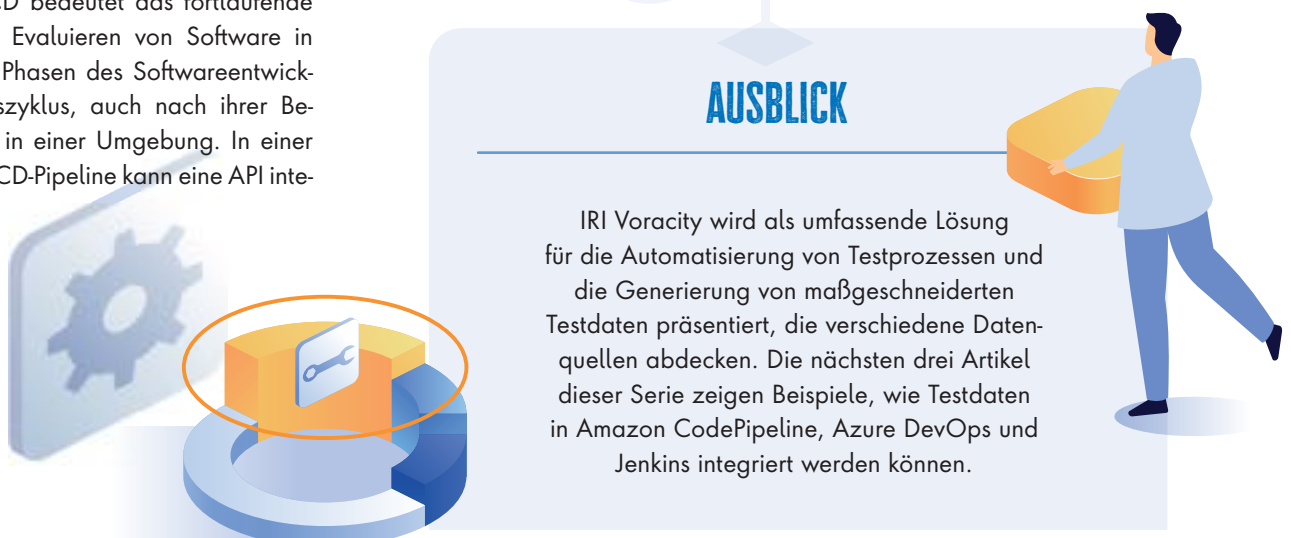 CD bedeutet das fortlaufende
Evaluieren von Software in
Phasen des Softwareentwick-
szyklus, auch nach ihrer Be-
in einer Umgebung. In einer
CD-Pipeline kann eine API inte-
AUSBLICK
IRI Voracity wird als umfassende Lösung
für die Automatisierung von Testprozessen und
die Generierung von maßgeschneiderten
Testdaten präsentiert, die verschiedene Daten-
quellen abdecken. Die nächsten drei Artikel
dieser Serie zeigen Beispiele, wie Testdaten
in Amazon CodePipeline, Azure DevOps und
Jenkins integriert werden können.